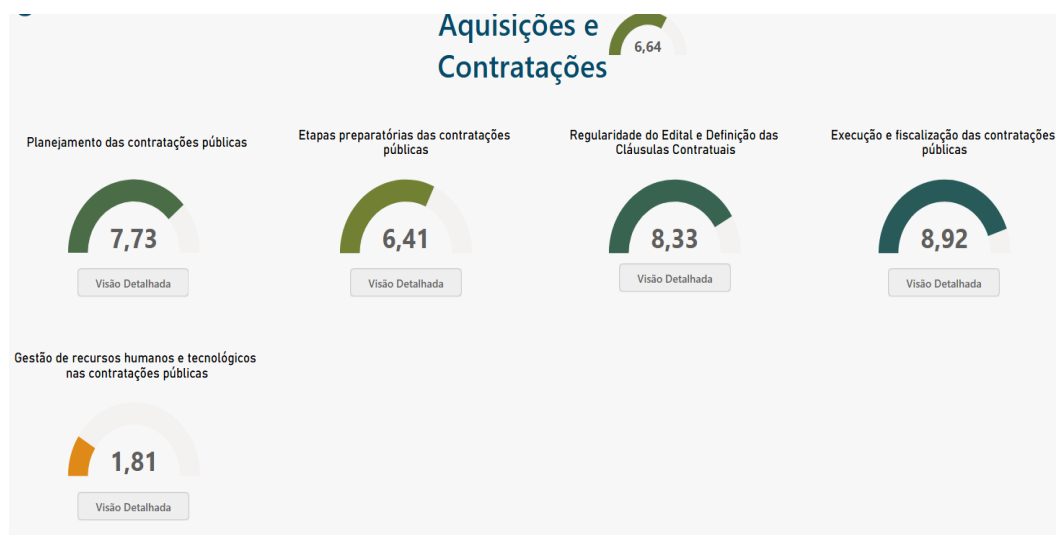 Aquisições e
Contratações
6,64
Planejamento das contratações públicas
7,73
Visão Detalhada
Etapas preparatórias das contratações
públicas
6,41
Visão Detalhada
Regularidade do Edital e Definição das
Cláusulas Contratuais
8,33
Visão Detalhada
Execução e fiscalização das contratações
públicas
8,92
Visão Detalhada
Gestão de recursos humanos e tecnológicos
nas contratações públicas
1,81
Visão Detalhada